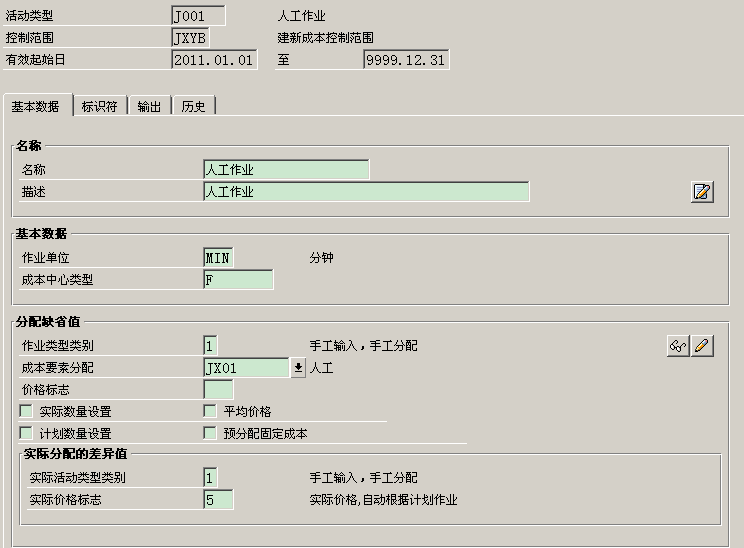 活动类型 J001 人工作业
控制范围 JXYB 建新成本控制范围
有效起始日 2011.01.01 至 9999.12.31
基本数据 标识符 输出 历史
名称
名称 人工作业
描述 人工作业
基本数据
作业单位 MIN 分钟
成本中心类型 F
分配缺省值
作业类型类别 1 手工输入，手工分配
成本要素分配 JX01 人工
价格标志
实际数量设置 平均价格
计划数量设置 预分配固定成本
实际分配的差异值
实际活动类型类别 1 手工输入，手工分配
实际价格标志 5 实际价格,自动根据计划作业